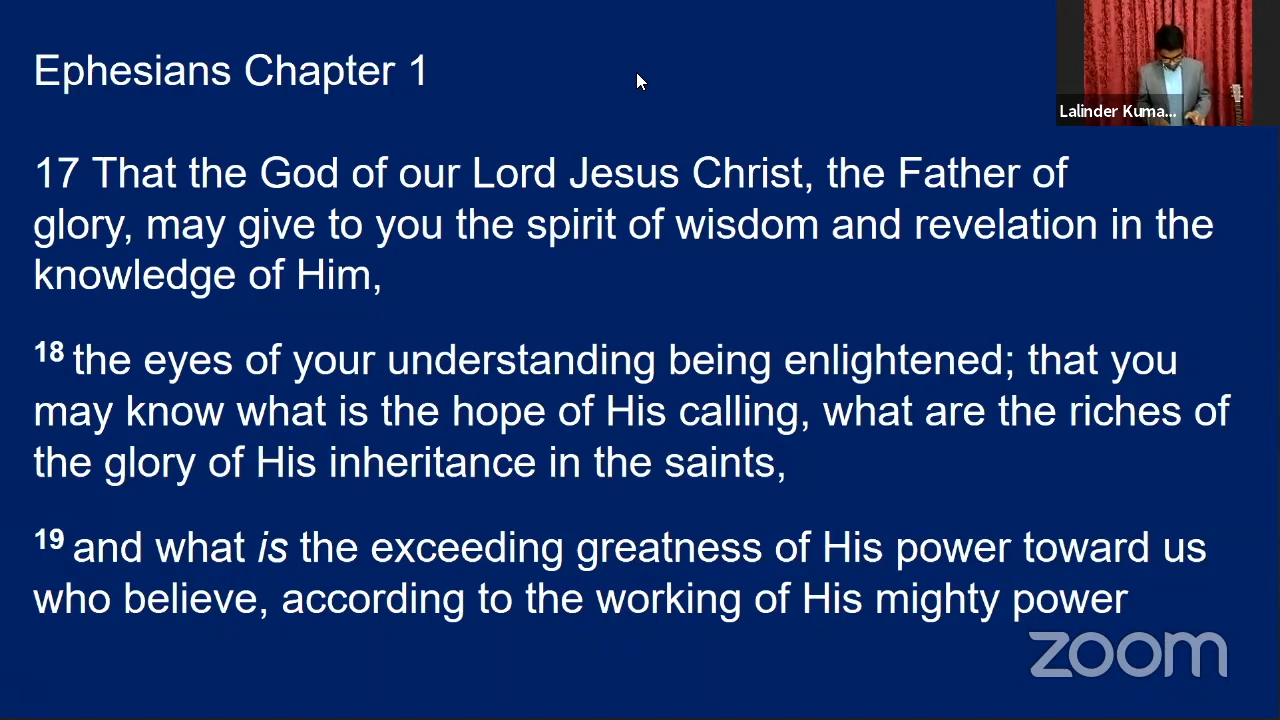 Ephesians Chapter 1
Lalinder Kuma...
17 That the God of our Lord Jesus Christ, the Father of
glory, may give to you the spirit of wisdom and revelation in the
knowledge of Him,
18 the eyes of your understanding being enlightened; that you
may know what is the hope of His calling, what are the riches of
the glory of His inheritance in the saints,
19 and what is the exceeding greatness of His power toward us
who believe, according to the working of His mighty power
zoom